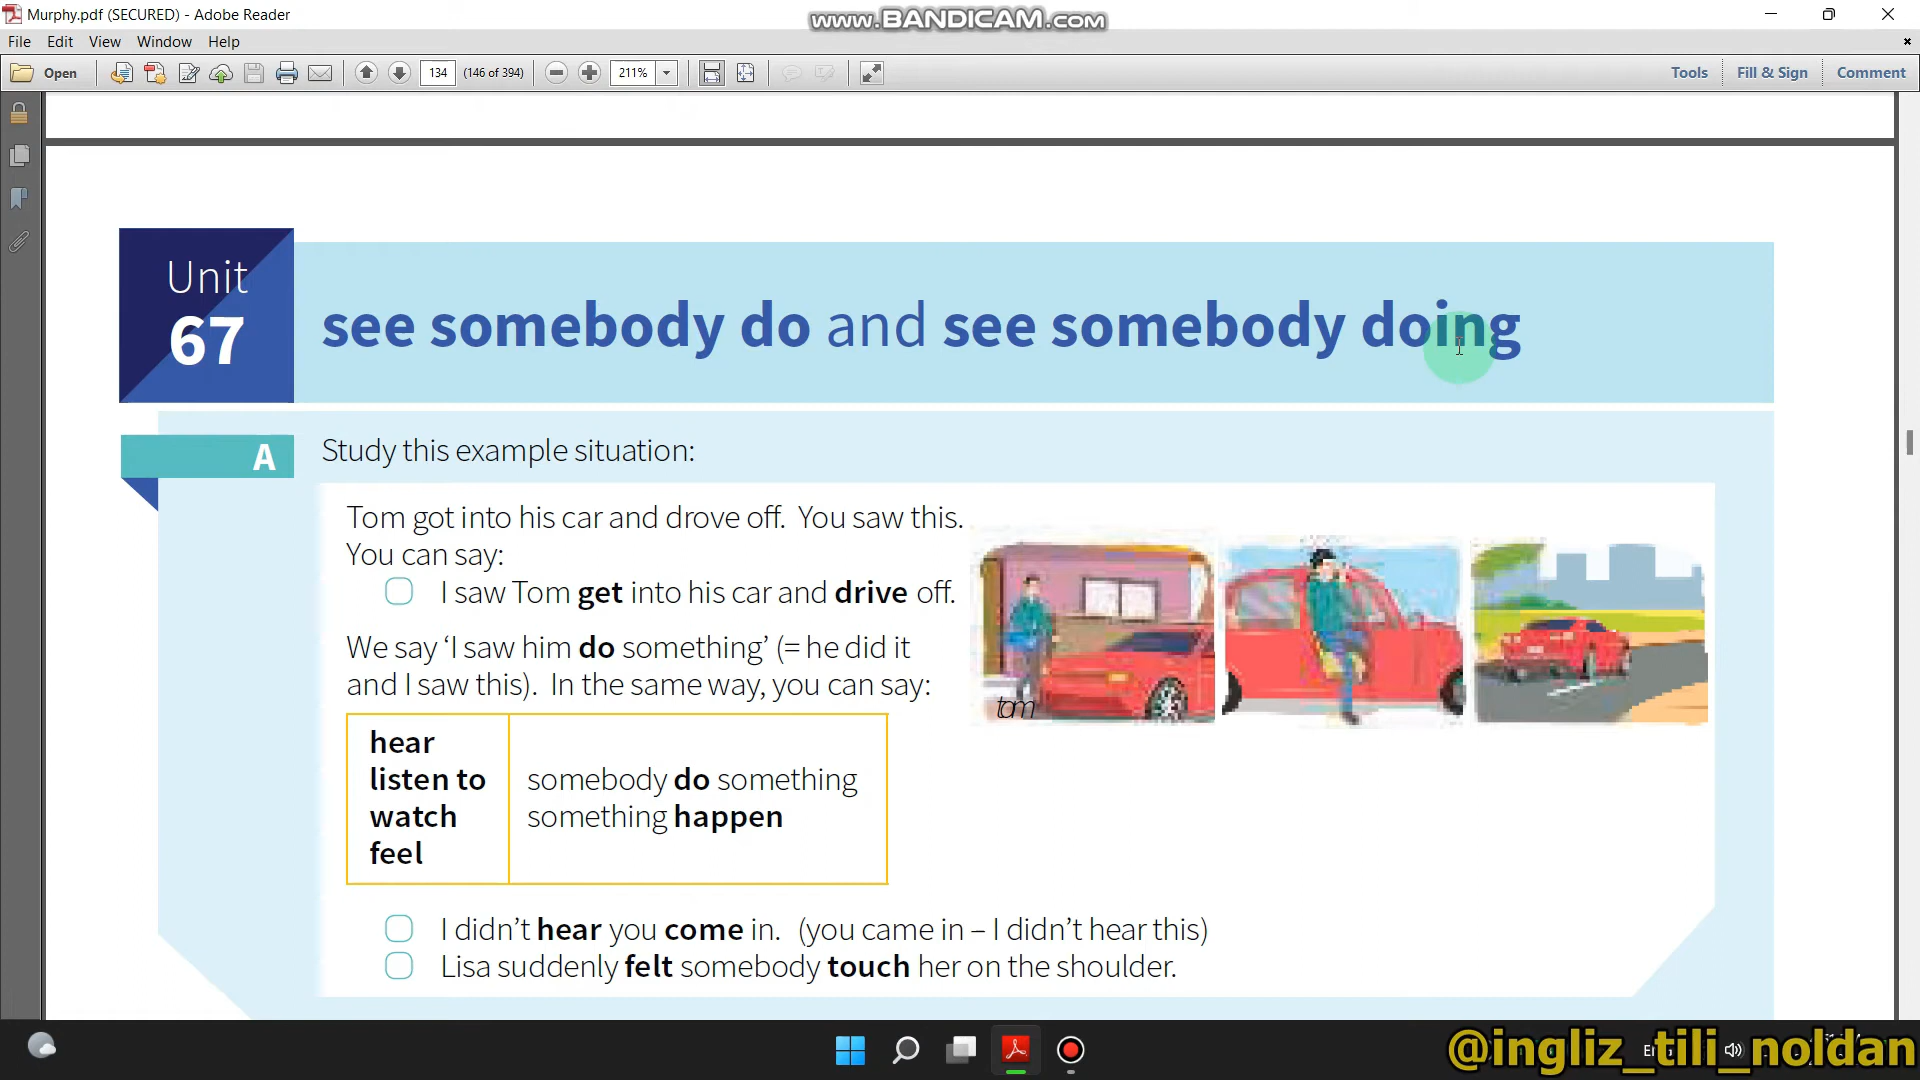 Murphy.pdf (SECURED) - Adobe Reader
www.BANDICAM.com
File Edit View Window Help
Open 134 (146 of 394) 211% Tools Fill & Sign Comment
Unit
67
see somebody do and see somebody doing
A
Study this example situation:
Tom got into his car and drove off. You saw this.
You can say:
I saw Tom get into his car and drive off.
We say ‘I saw him do something’ (= he did it
and I saw this). In the same way, you can say:
tom
hear
listen to
watch
feel
somebody do something
something happen
I didn’t hear you come in. (you came in – I didn’t hear this)
Lisa suddenly felt somebody touch her on the shoulder.
@ingliz_tili_noldan